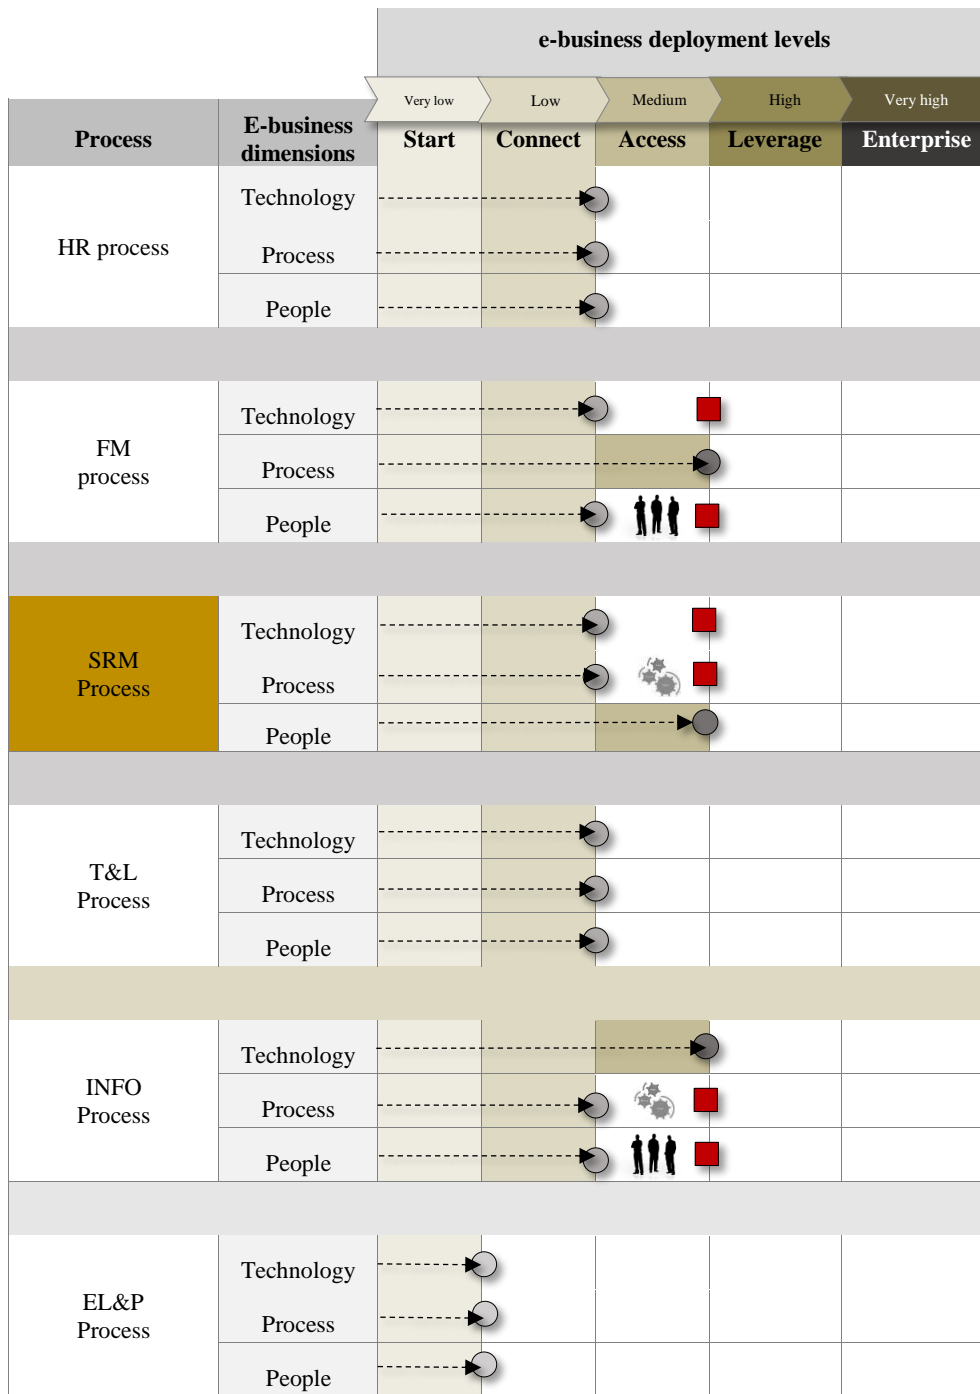 e-business deployment levels
Very low
Low
Medium
High
Very high
Process
E-business
dimensions
Start
Connect
Access
Leverage
Enterprise
HR process
Technology
Process
People
FM
process
Technology
Process
People
SRM
Process
Technology
Process
People
T&L
Process
Technology
Process
People
INFO
Process
Technology
Process
People
EL&P
Process
Technology
Process
People